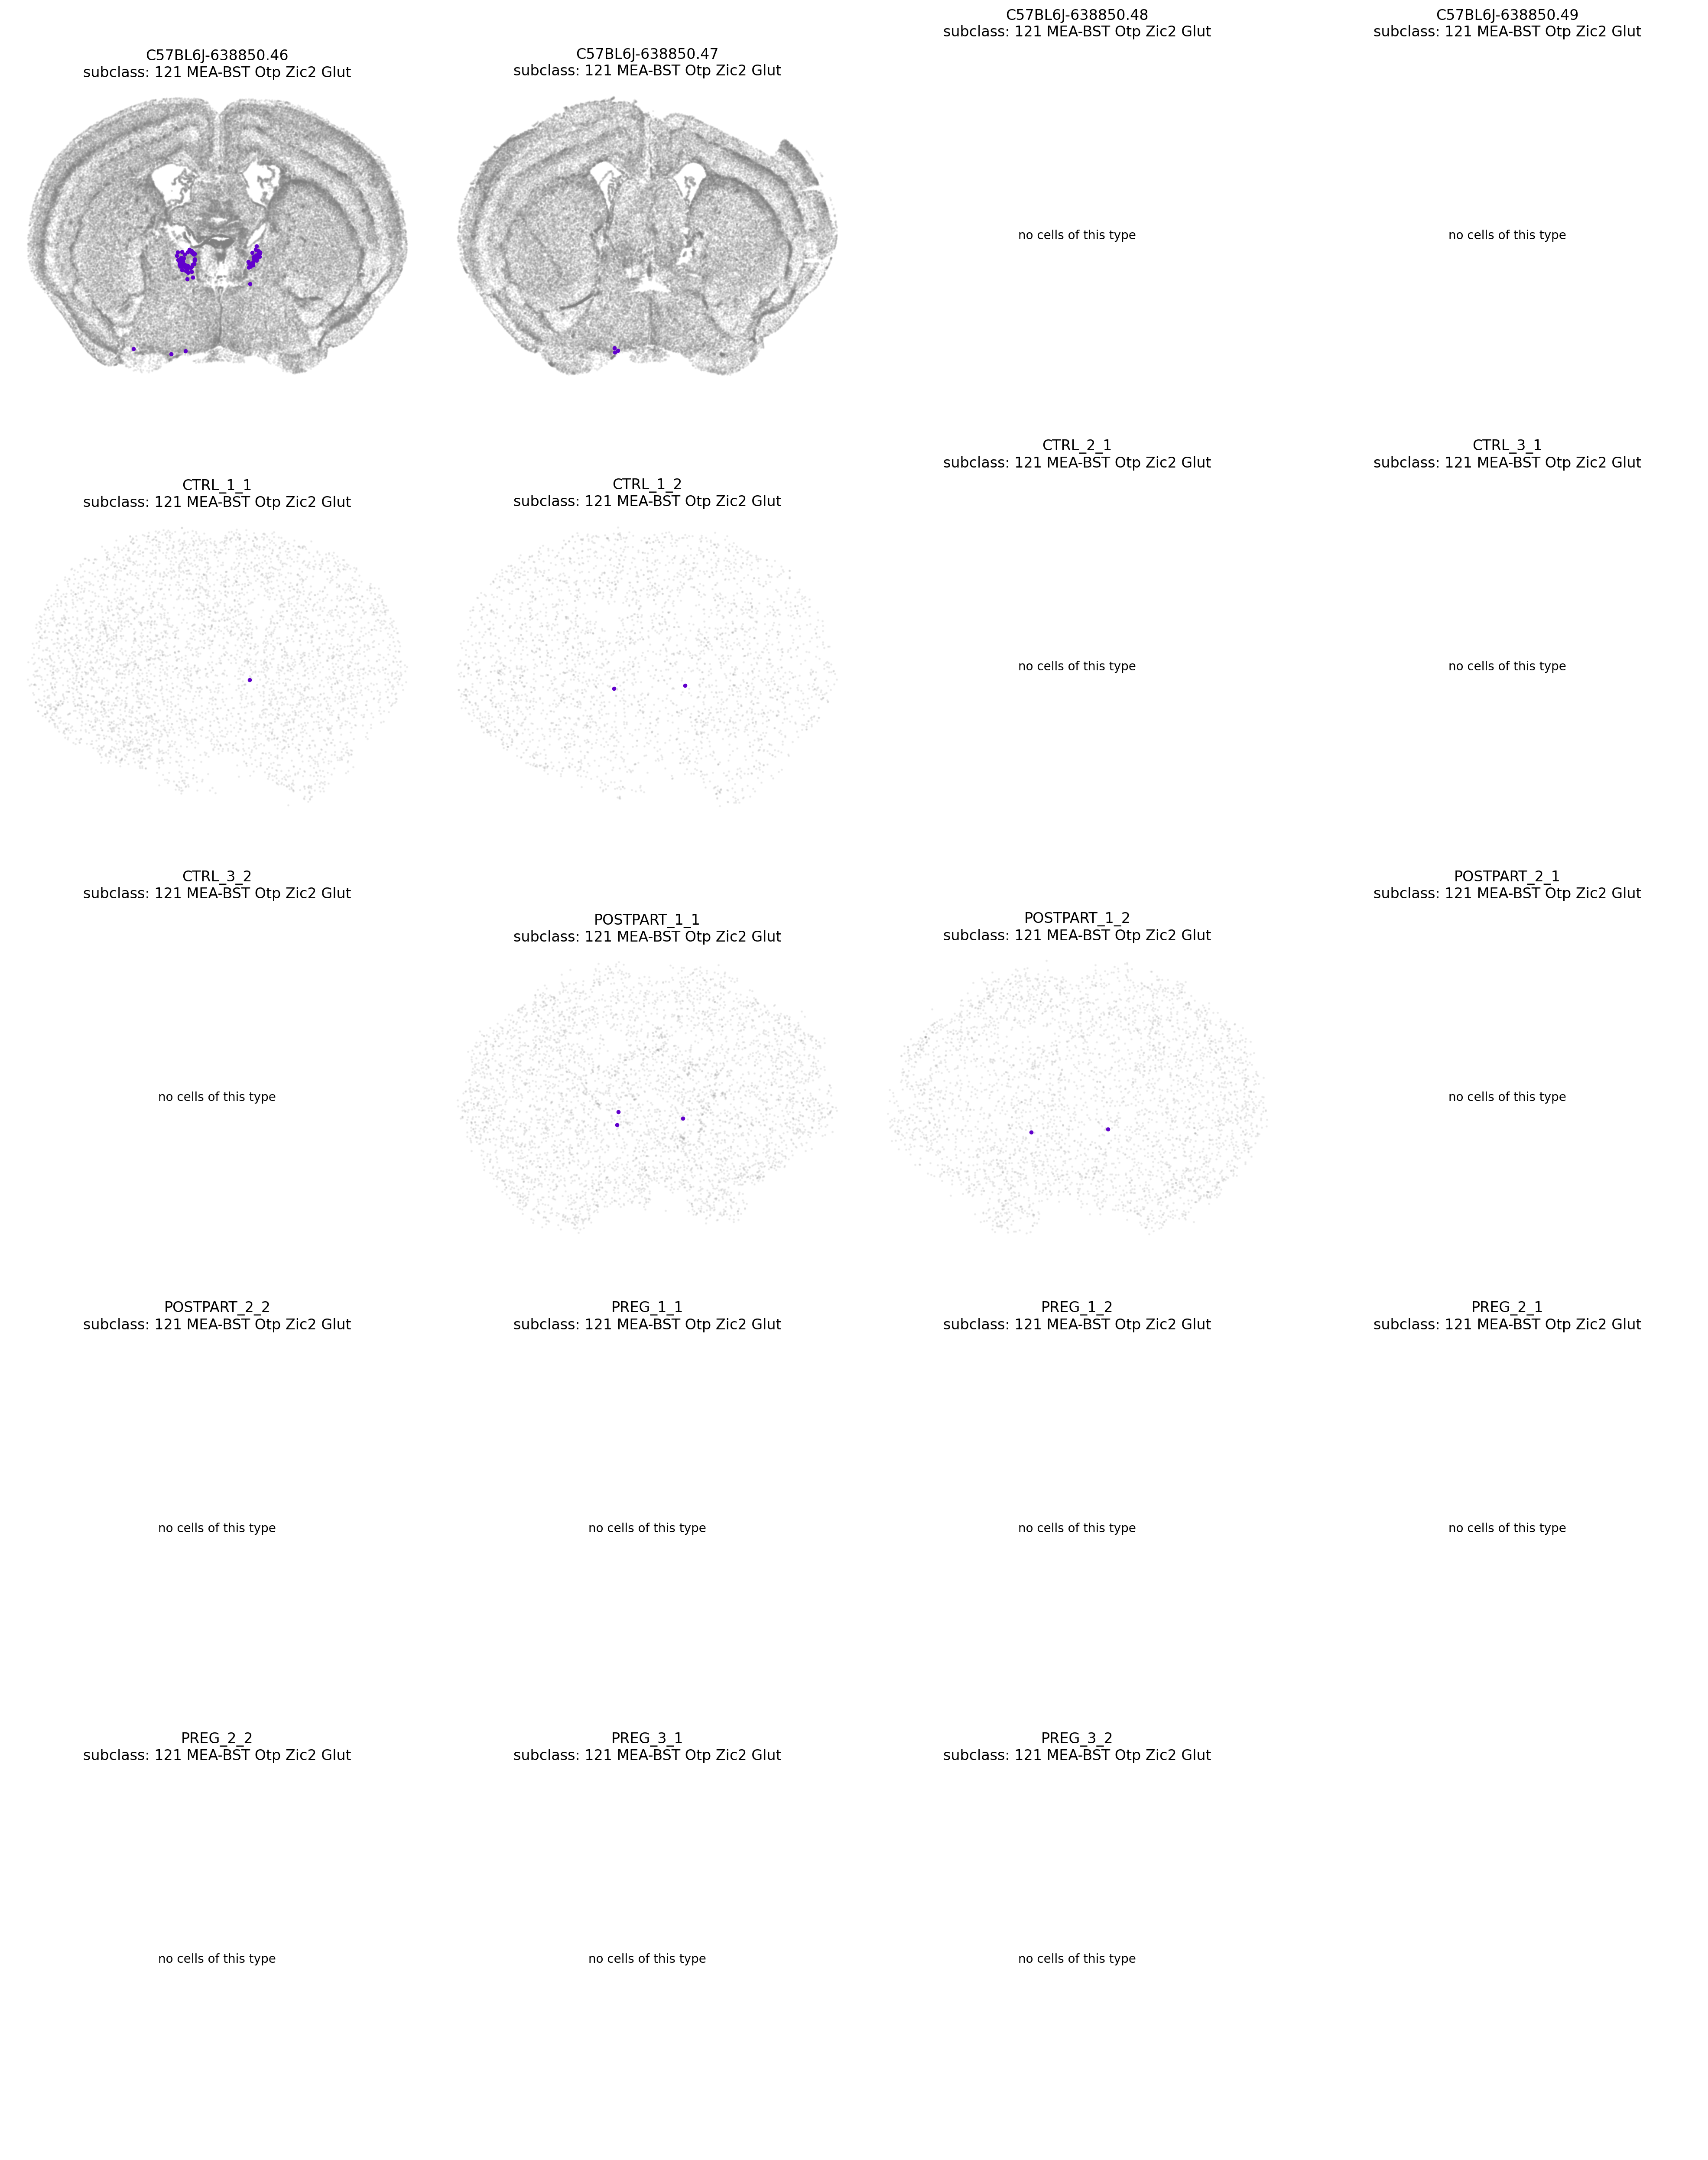 C57BL6J-638850.46
subclass: 121 MEA-BST Otp Zic2 Glut
C57BL6J-638850.47
subclass: 121 MEA-BST Otp Zic2 Glut
C57BL6J-638850.48
subclass: 121 MEA-BST Otp Zic2 Glut
no cells of this type
C57BL6J-638850.49
subclass: 121 MEA-BST Otp Zic2 Glut
no cells of this type
CTRL_1_1
subclass: 121 MEA-BST Otp Zic2 Glut
CTRL_1_2
subclass: 121 MEA-BST Otp Zic2 Glut
CTRL_2_1
subclass: 121 MEA-BST Otp Zic2 Glut
no cells of this type
CTRL_3_1
subclass: 121 MEA-BST Otp Zic2 Glut
no cells of this type
CTRL_3_2
subclass: 121 MEA-BST Otp Zic2 Glut
no cells of this type
POSTPART_1_1
subclass: 121 MEA-BST Otp Zic2 Glut
POSTPART_1_2
subclass: 121 MEA-BST Otp Zic2 Glut
POSTPART_2_1
subclass: 121 MEA-BST Otp Zic2 Glut
no cells of this type
POSTPART_2_2
subclass: 121 MEA-BST Otp Zic2 Glut
no cells of this type
PREG_1_1
subclass: 121 MEA-BST Otp Zic2 Glut
no cells of this type
PREG_1_2
subclass: 121 MEA-BST Otp Zic2 Glut
no cells of this type
PREG_2_1
subclass: 121 MEA-BST Otp Zic2 Glut
no cells of this type
PREG_2_2
subclass: 121 MEA-BST Otp Zic2 Glut
no cells of this type
PREG_3_1
subclass: 121 MEA-BST Otp Zic2 Glut
no cells of this type
PREG_3_2
subclass: 121 MEA-BST Otp Zic2 Glut
no cells of this type